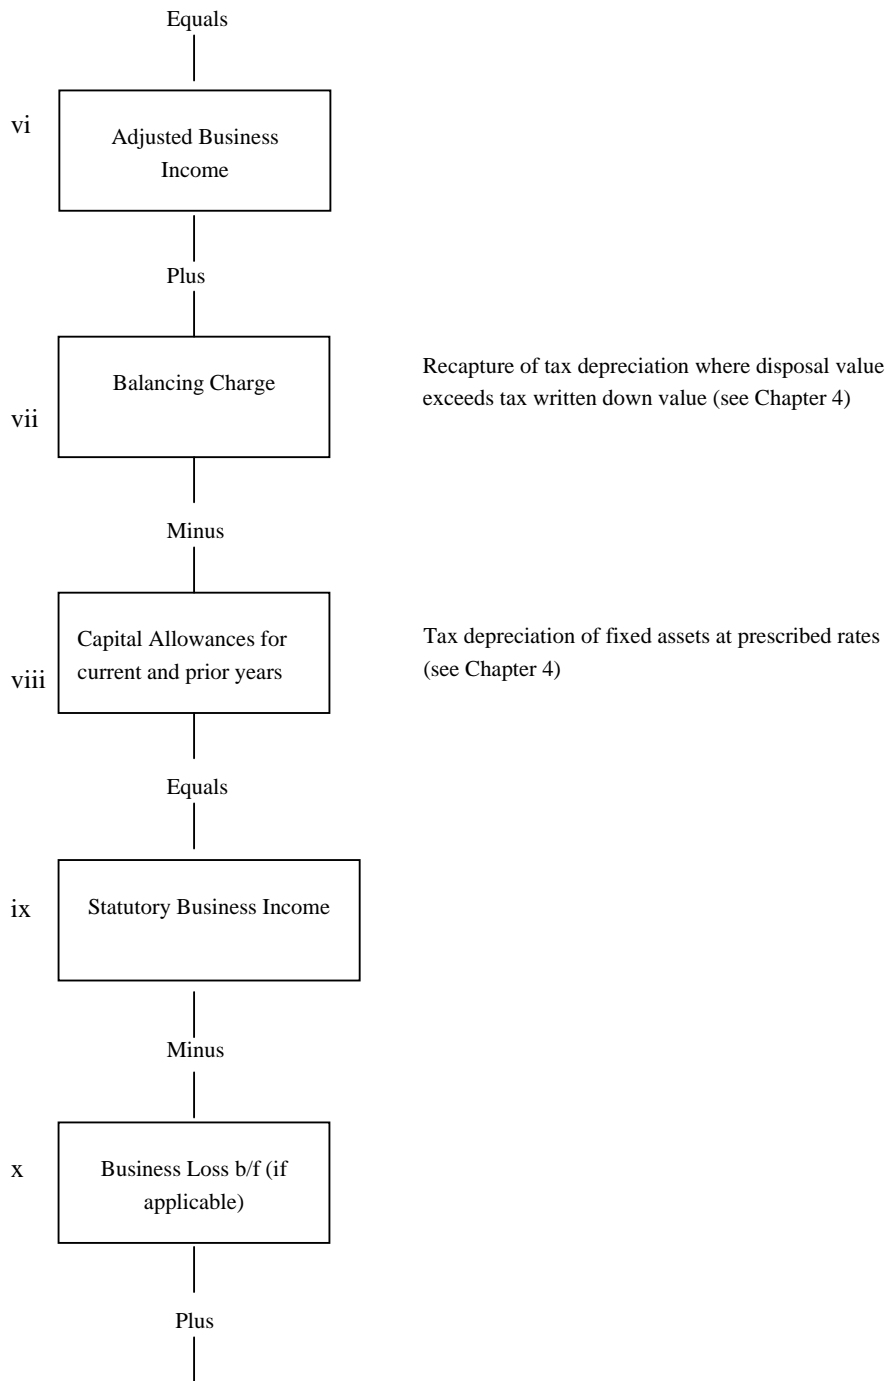 Equals
vi
Adjusted Business
Income
Plus
Balancing Charge
Recapture of tax depreciation where disposal value
exceeds tax written down value (see Chapter 4)
vii
Minus
Capital Allowances for
current and prior years
Tax depreciation of fixed assets at prescribed rates
(see Chapter 4)
viii
Equals
ix
Statutory Business Income
Minus
x
Business Loss b/f (if
applicable)
Plus